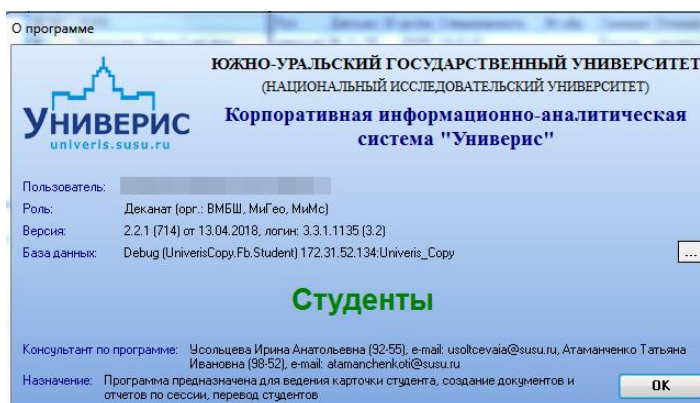 О программе
ЮЖНО-УРАЛЬСКИЙ ГОСУДАРСТВЕННЫЙ УНИВЕРСИТЕТ
(НАЦИОНАЛЬНЫЙ ИССЛЕДОВАТЕЛЬСКИЙ УНИВЕРСИТЕТ)
Корпоративная информационно-аналитическая
система "Универис"
УНИВЕРИС
univeris.susu.ru
Пользователь:
Роль: Деканат (орг.: ВМБШ, МиГео, МиМс)
Версия: 2.2.1 (714) от 13.04.2018, логин: 3.3.1.1135 (3.2)
База данных: Debug (UniverisCopy.Fb.Student) 172.31.52.134:Univeris_Copy
...
Студенты
Консультант по программе: Усольцева Ирина Анатольевна (92-55), e-mail: usoltcevaia@susu.ru, Атаманченко Татьяна
Ивановна (98-52), e-mail: atamanchenkoti@susu.ru
Назначение: Программа предназначена для ведения карточки студента, создание документов и
отчетов по сессии, перевод студентов
OK